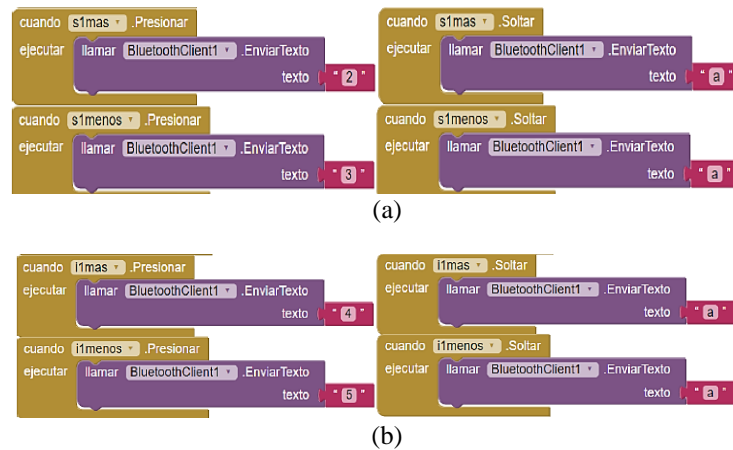 cuando s1mas .Presionar
ejecutar llamar BluetoothClient1 .EnviarTexto
texto " 2 "
cuando s1menos .Presionar
ejecutar llamar BluetoothClient1 .EnviarTexto
texto " 3 "
cuando s1mas .Soltar
ejecutar llamar BluetoothClient1 .EnviarTexto
texto " a "
cuando s1menos .Soltar
ejecutar llamar BluetoothClient1 .EnviarTexto
texto " a "
(a)
cuando i1mas .Presionar
ejecutar llamar BluetoothClient1 .EnviarTexto
texto " 4 "
cuando i1menos .Presionar
ejecutar llamar BluetoothClient1 .EnviarTexto
texto " 5 "
cuando i1mas .Soltar
ejecutar llamar BluetoothClient1 .EnviarTexto
texto " a "
cuando i1menos .Soltar
ejecutar llamar BluetoothClient1 .EnviarTexto
texto " a "
(b)